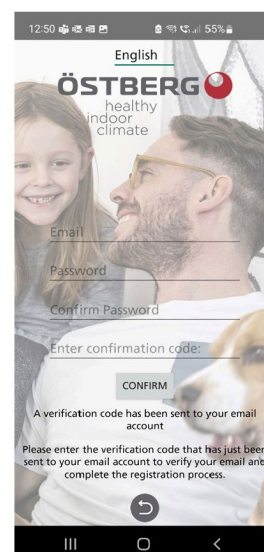 12:50
55%
English
ÖSTBERG
healthy
indoor
climate
Email
Password
Confirm Password
Enter confirmation code:
CONFIRM
A verification code has been sent to your email
account
Please enter the verification code that has just been
sent to your email account to verify your email and
complete the registration process.